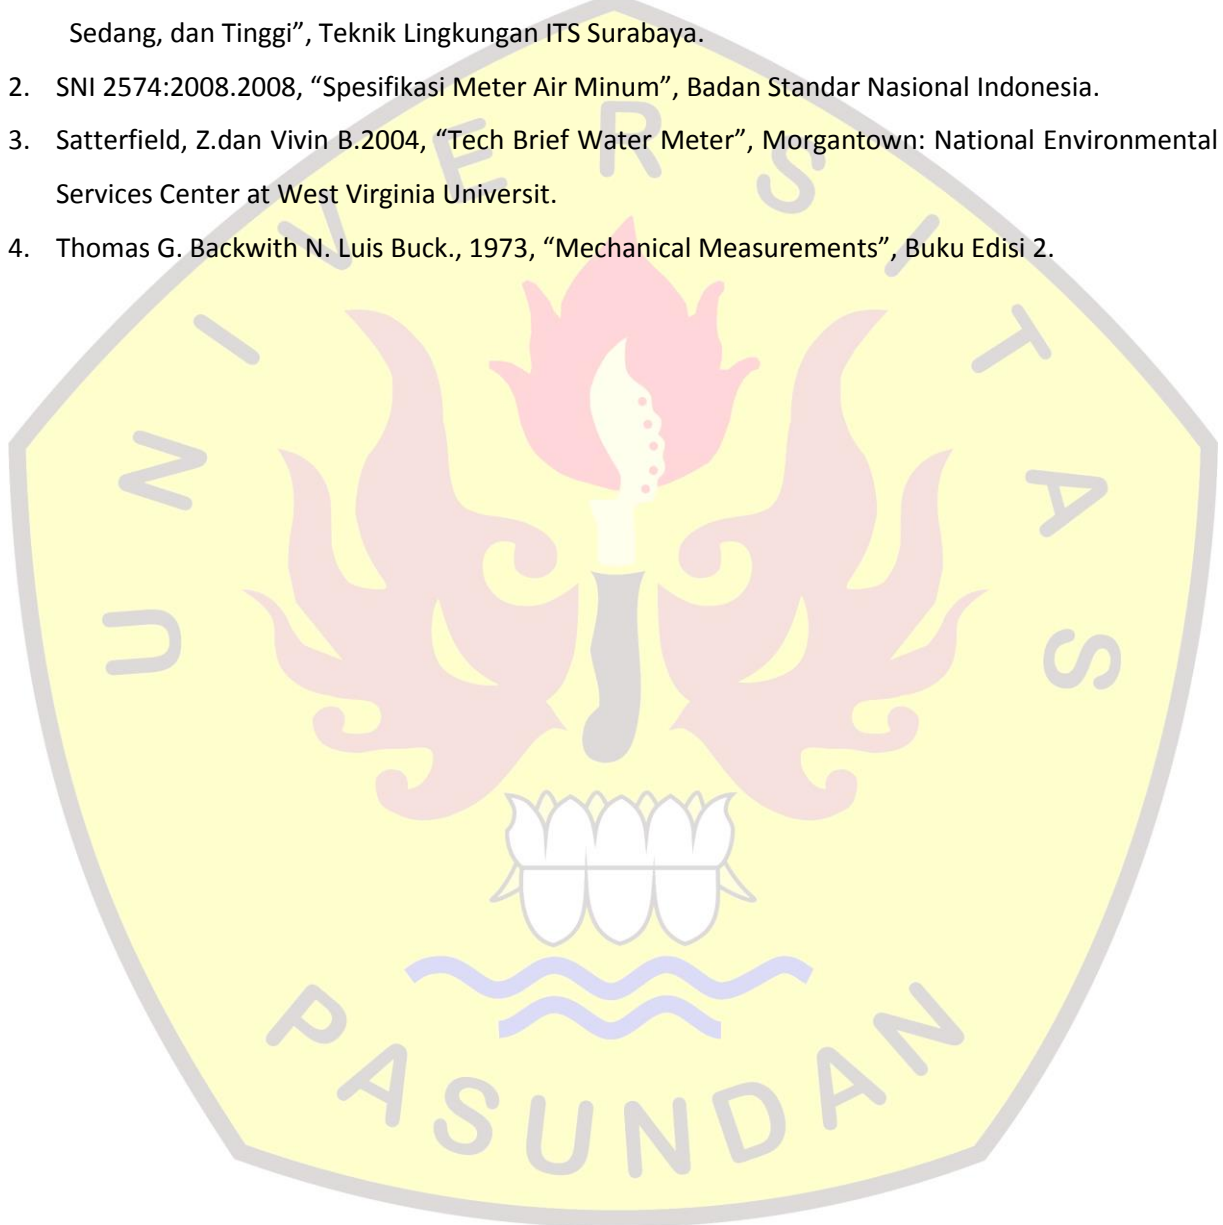 Sedang, dan Tinggi”, Teknik Lingkungan ITS Surabaya.
2. SNI 2574:2008.2008, “Spesifikasi Meter Air Minum”, Badan Standar Nasional Indonesia.
3. Satterfield, Z.dan Vivin B.2004, “Tech Brief Water Meter”, Morgantown: National Environmental
Services Center at West Virginia Universit.
4. Thomas G. Backwith N. Luis Buck., 1973, “Mechanical Measurements”, Buku Edisi 2.
UNIVERSITAS
PASUNDAN